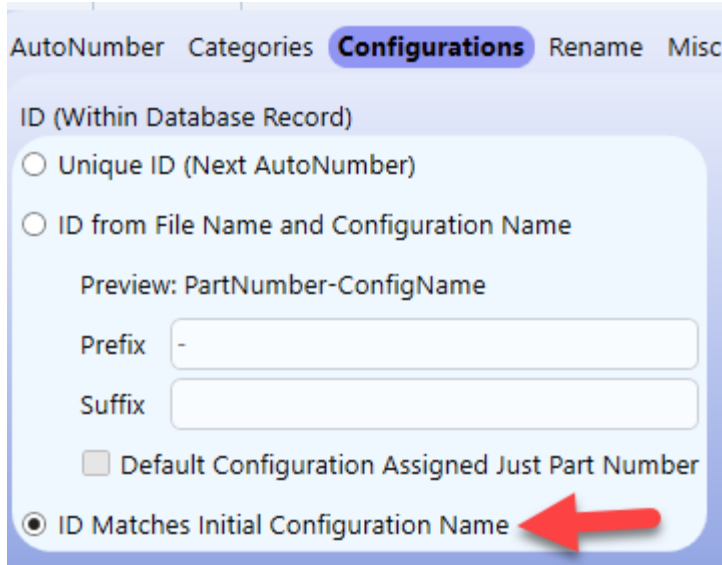 AutoNumber Categories Configurations Rename Misc
ID (Within Database Record)
Unique ID (Next AutoNumber)
ID from File Name and Configuration Name
Preview: PartNumber-ConfigName
Prefix -
Suffix
Default Configuration Assigned Just Part Number
ID Matches Initial Configuration Name